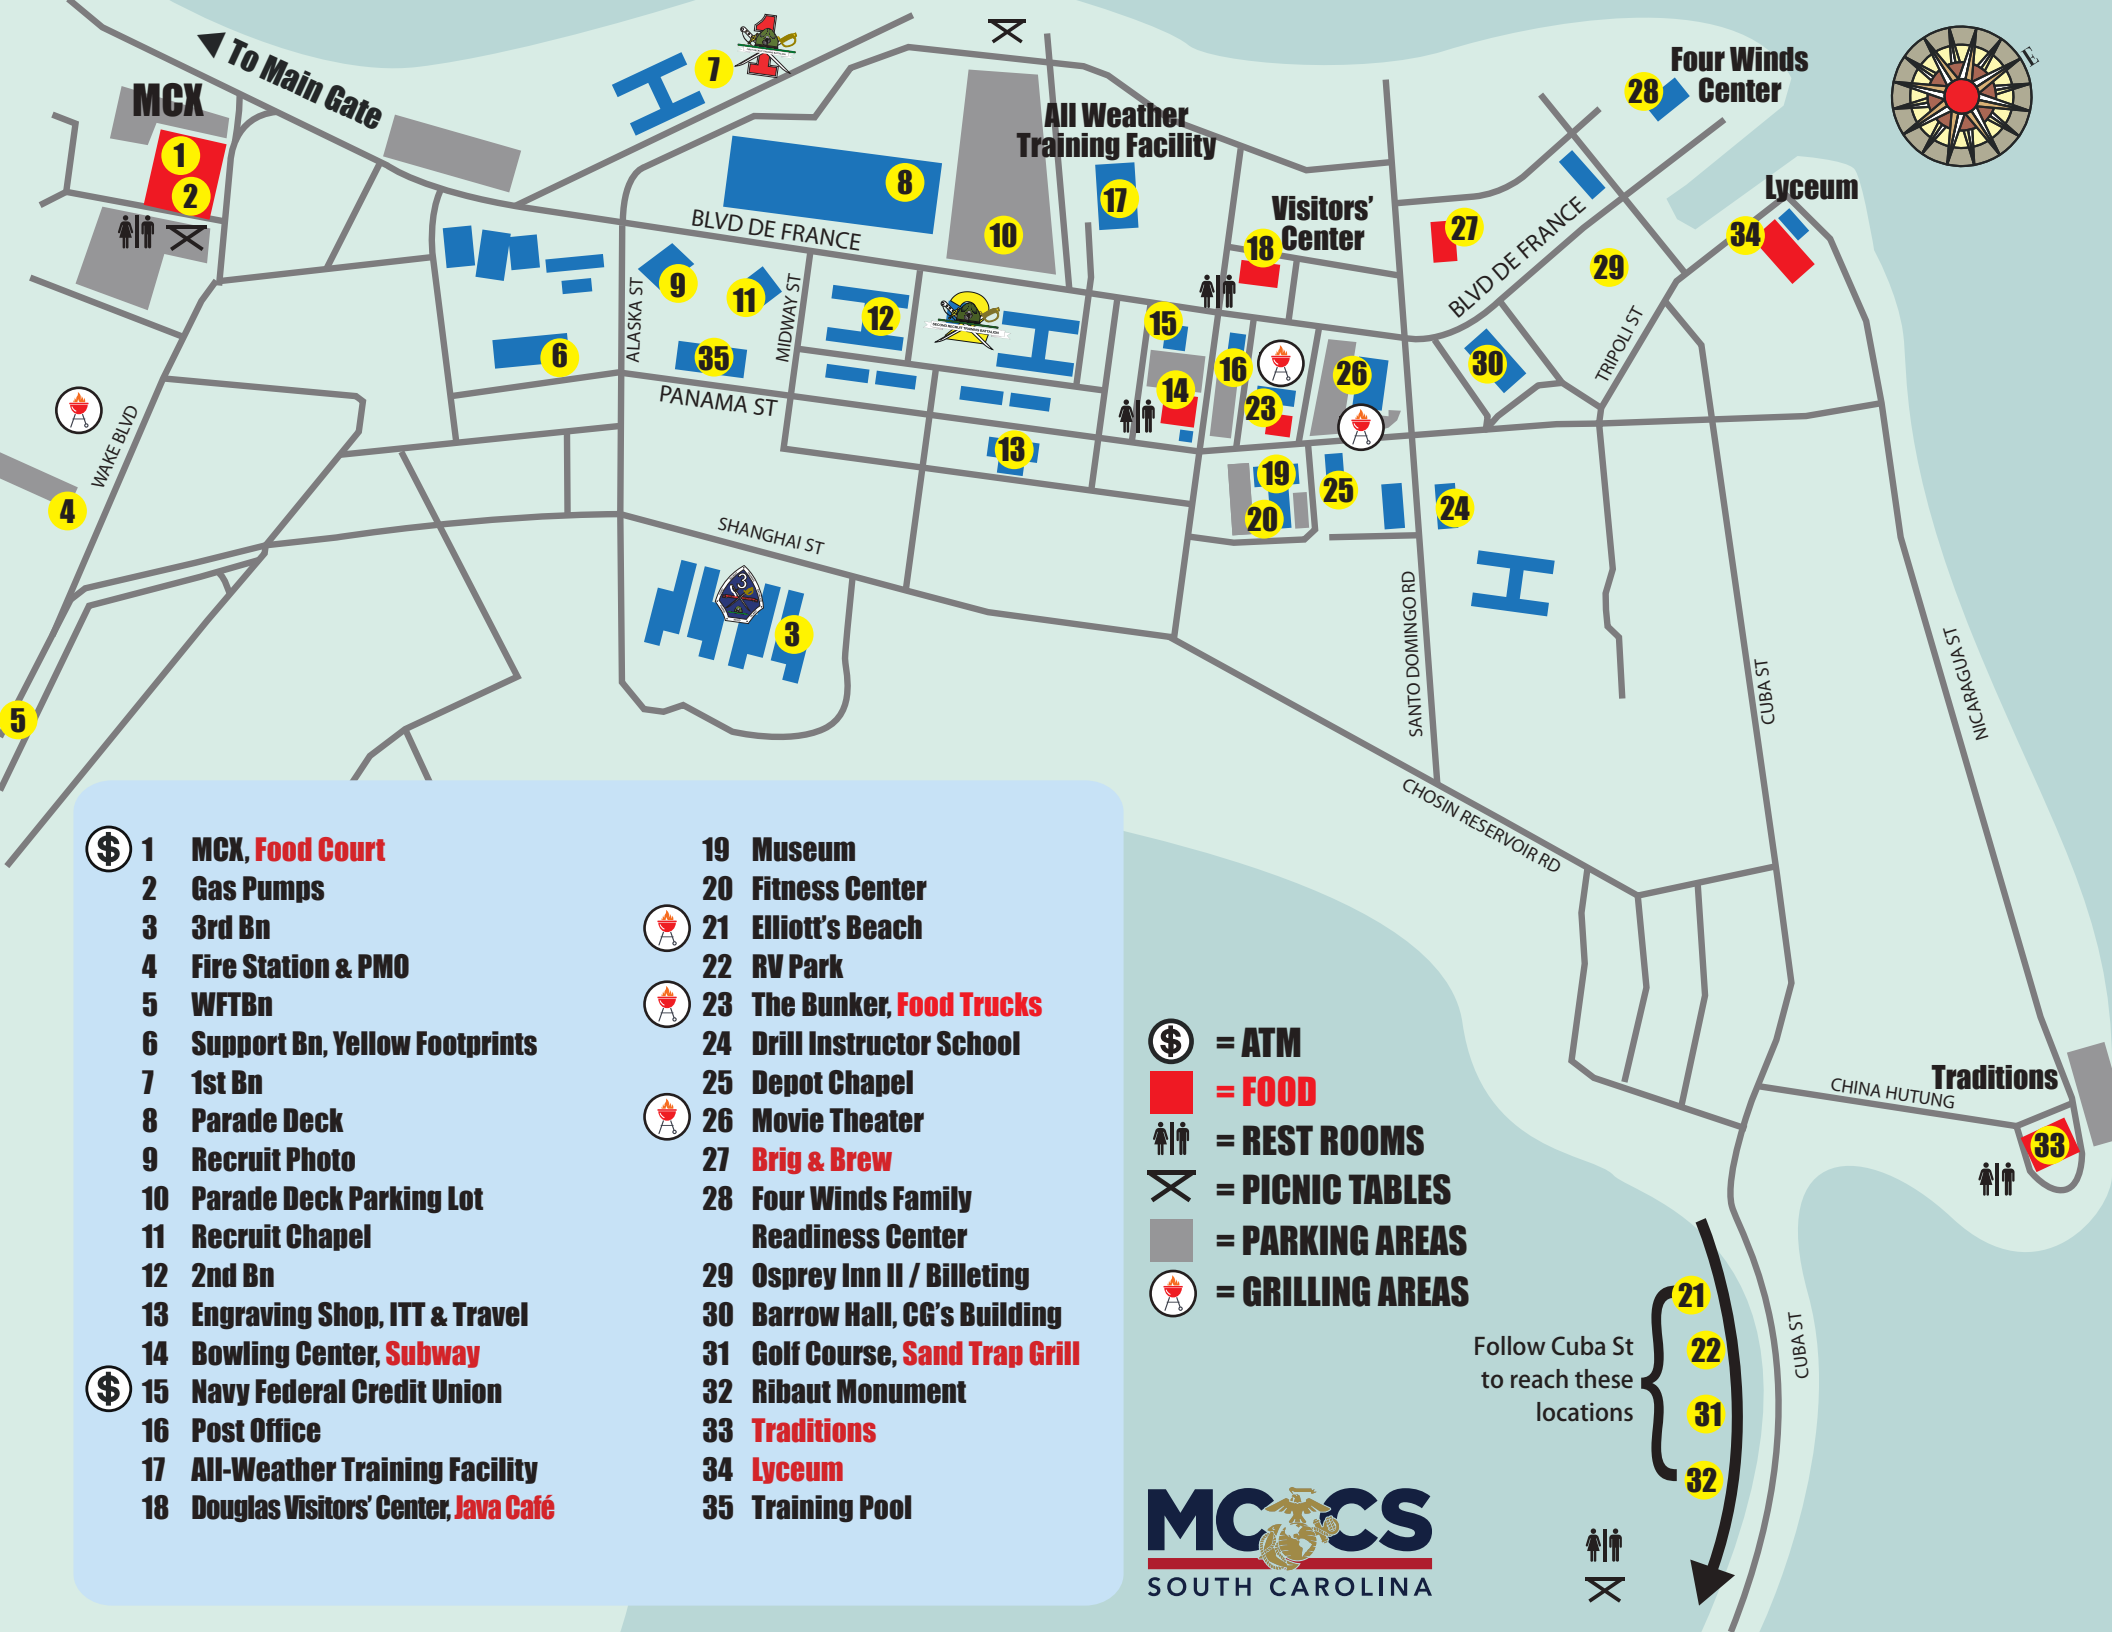 To Main Gate
MCX
1
2
7
Four Winds
Center
28
E
All Weather
Training Facility
17
8
10
BLVD DE FRANCE
Visitors'
Center
18
27
BLVD DE FRANCE
29
Lyceum
34
ALASKA ST
9
11
MIDWAY ST
12
15
16
14
23
26
30
TRIPOLI ST
6
35
PANAMA ST
13
19
20
25
24
WAKE BLVD
4
5
SHANGHAI ST
3
3
SANTO DOMINGO RD
CUBA ST
NICARAGUA ST
CHOSIN RESERVOIR RD
CHINA HUTUNG
Traditions
33
CUBA ST
$ 1 MCX, Food Court
2 Gas Pumps
3 3rd Bn
4 Fire Station & PMO
5 WFTBn
6 Support Bn, Yellow Footprints
7 1st Bn
8 Parade Deck
9 Recruit Photo
10 Parade Deck Parking Lot
11 Recruit Chapel
12 2nd Bn
13 Engraving Shop, ITT & Travel
14 Bowling Center, Subway
$ 15 Navy Federal Credit Union
16 Post Office
17 All-Weather Training Facility
18 Douglas Visitors' Center, Java Café
19 Museum
20 Fitness Center
21 Elliott's Beach
22 RV Park
23 The Bunker, Food Trucks
24 Drill Instructor School
25 Depot Chapel
26 Movie Theater
27 Brig & Brew
28 Four Winds Family
Readiness Center
29 Osprey Inn II / Billeting
30 Barrow Hall, CG's Building
31 Golf Course, Sand Trap Grill
32 Ribaut Monument
33 Traditions
34 Lyceum
35 Training Pool
$ = ATM
= FOOD
= REST ROOMS
= PICNIC TABLES
= PARKING AREAS
= GRILLING AREAS
Follow Cuba St
to reach these
locations
21
22
31
32
MCCS
SOUTH CAROLINA